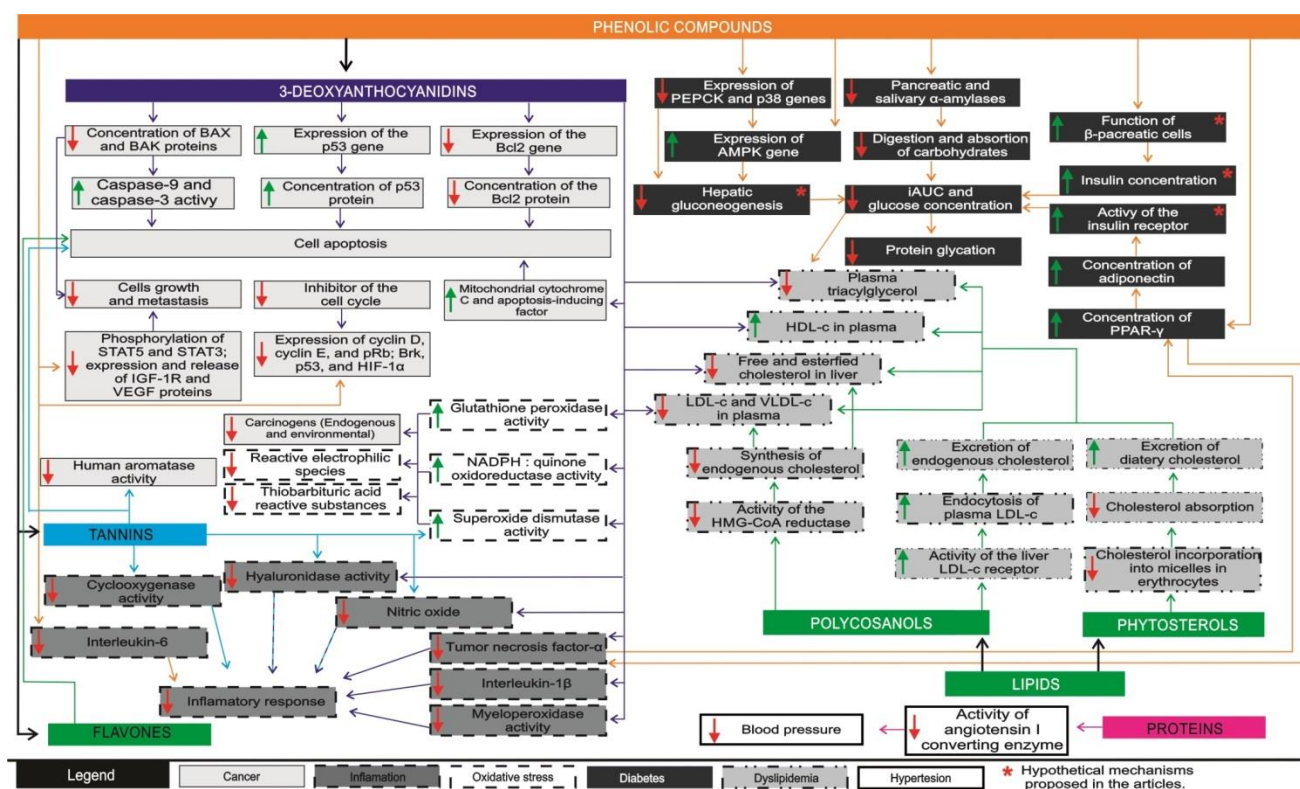 PHENOLIC COMPOUNDS
3-DEOXYANTHOCYANIDINS
Concentration of BAX
and BAK proteins
Expression of the
p53 gene
Expression of the
Bcl2 gene
Caspase-9 and
caspase-3 activy
Concentration of p53
protein
Concentration of the
Bcl2 protein
Cell apoptosis
Cells growth
and metastasis
Inhibitor of the
cell cycle
Mitochondrial cytochrome
C and apoptosis-inducing
factor
Phosphorylation of
STAT5 and STAT3;
expression and release
of IGF-1R and
VEGF proteins
Expression of cyclin D,
cyclin E, and pRb; Brk,
p53, and HIF-1α
Expression of
PEPCK and p38 genes
Pancreatic and
salivary α-amylases
Expression of
AMPK gene
Digestion and absortion
of carbohydrates
Hepatic
gluconeogenesis *
iAUC and
glucose concentration
Protein glycation
Function of
β-pacreatic cells *
Insulin concentration *
Activy of the
insulin receptor *
Concentration of
adiponectin
Concentration of
PPAR-γ
Plasma
triacylglycerol
HDL-c in plasma
Free and esterfied
cholesterol in liver
LDL-c and VLDL-c
in plasma
Synthesis of
endogenous cholesterol
Activity of the
HMG-CoA reductase
Excretion of
endogenous cholesterol
Endocytosis of
plasma LDL-c
Activity of the liver
LDL-c receptor
Excretion of
diatery cholesterol
Cholesterol absorption
Cholesterol incorporation
into micelles in
erythrocytes
POLYCOSANOLS
PHYTOSTEROLS
LIPIDS
Glutathione peroxidase
activity
Carcinogens (Endogenous
and environmental)
Reactive electrophilic
species
NADPH : quinone
oxidoreductase activity
Thiobarbituric acid
reactive substances
Superoxide dismutase
activity
Human aromatase
activity
TANNINS
Cyclooxygenase
activity
Hyaluronidase activity
Nitric oxide
Interleukin-6
Tumor necrosis factor-α
Interleukin-1β
Inflamatory response
Myeloperoxidase
activity
FLAVONES
Blood pressure
Activity of
angiotensin I
converting enzyme
PROTEINS
Legend
Cancer
Inflamation
Oxidative stress
Diabetes
Dyslipidemia
Hypertesion
* Hypothetical mechanisms
proposed in the articles.